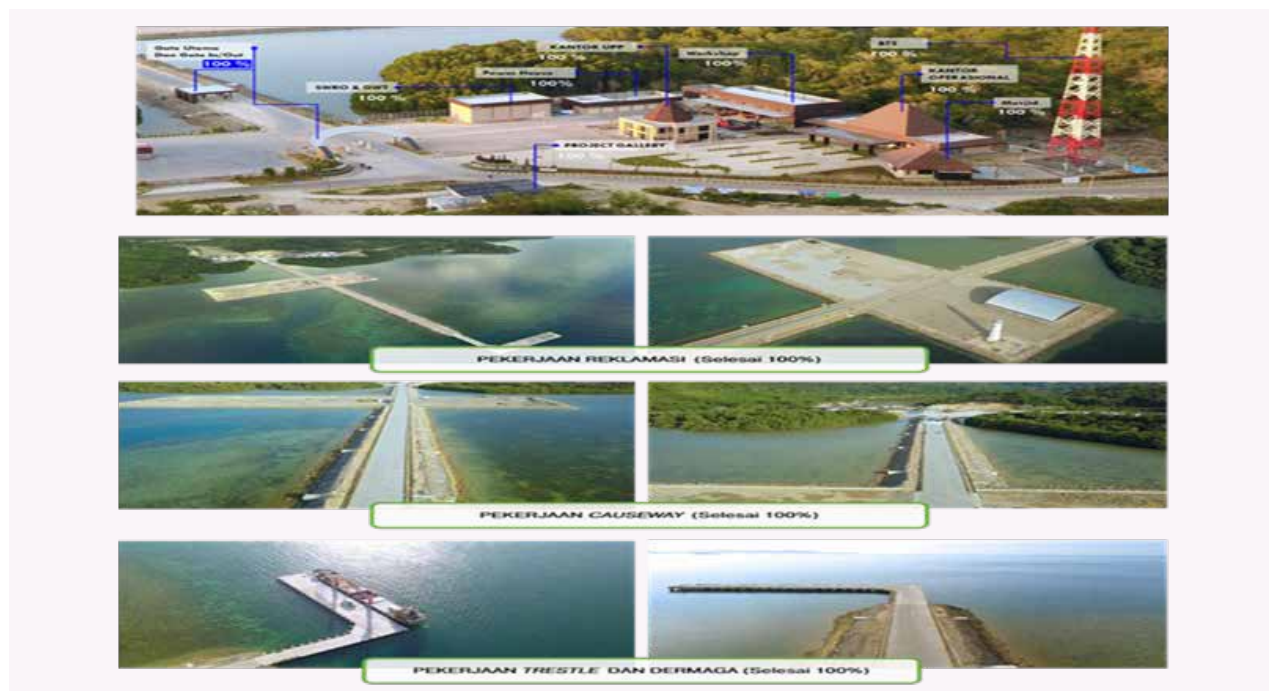 Gate Utama
Dan Gate In/Out
100 %
SWRO & GWT
100 %
Power House
100%
KANTOR UPP
100 %
Workshop
100%
BTS
100 %
KANTOR
OPERASIONAL
100 %
Masjid
100
PROJECT GALLERY
100 %
PEKERJAAN REKLAMASI (Selesai 100%)
PEKERJAAN CAUSEWAY (Selesai 100%)
PEKERJAAN TRESTLE DAN DERMAGA (Selesai 100%)